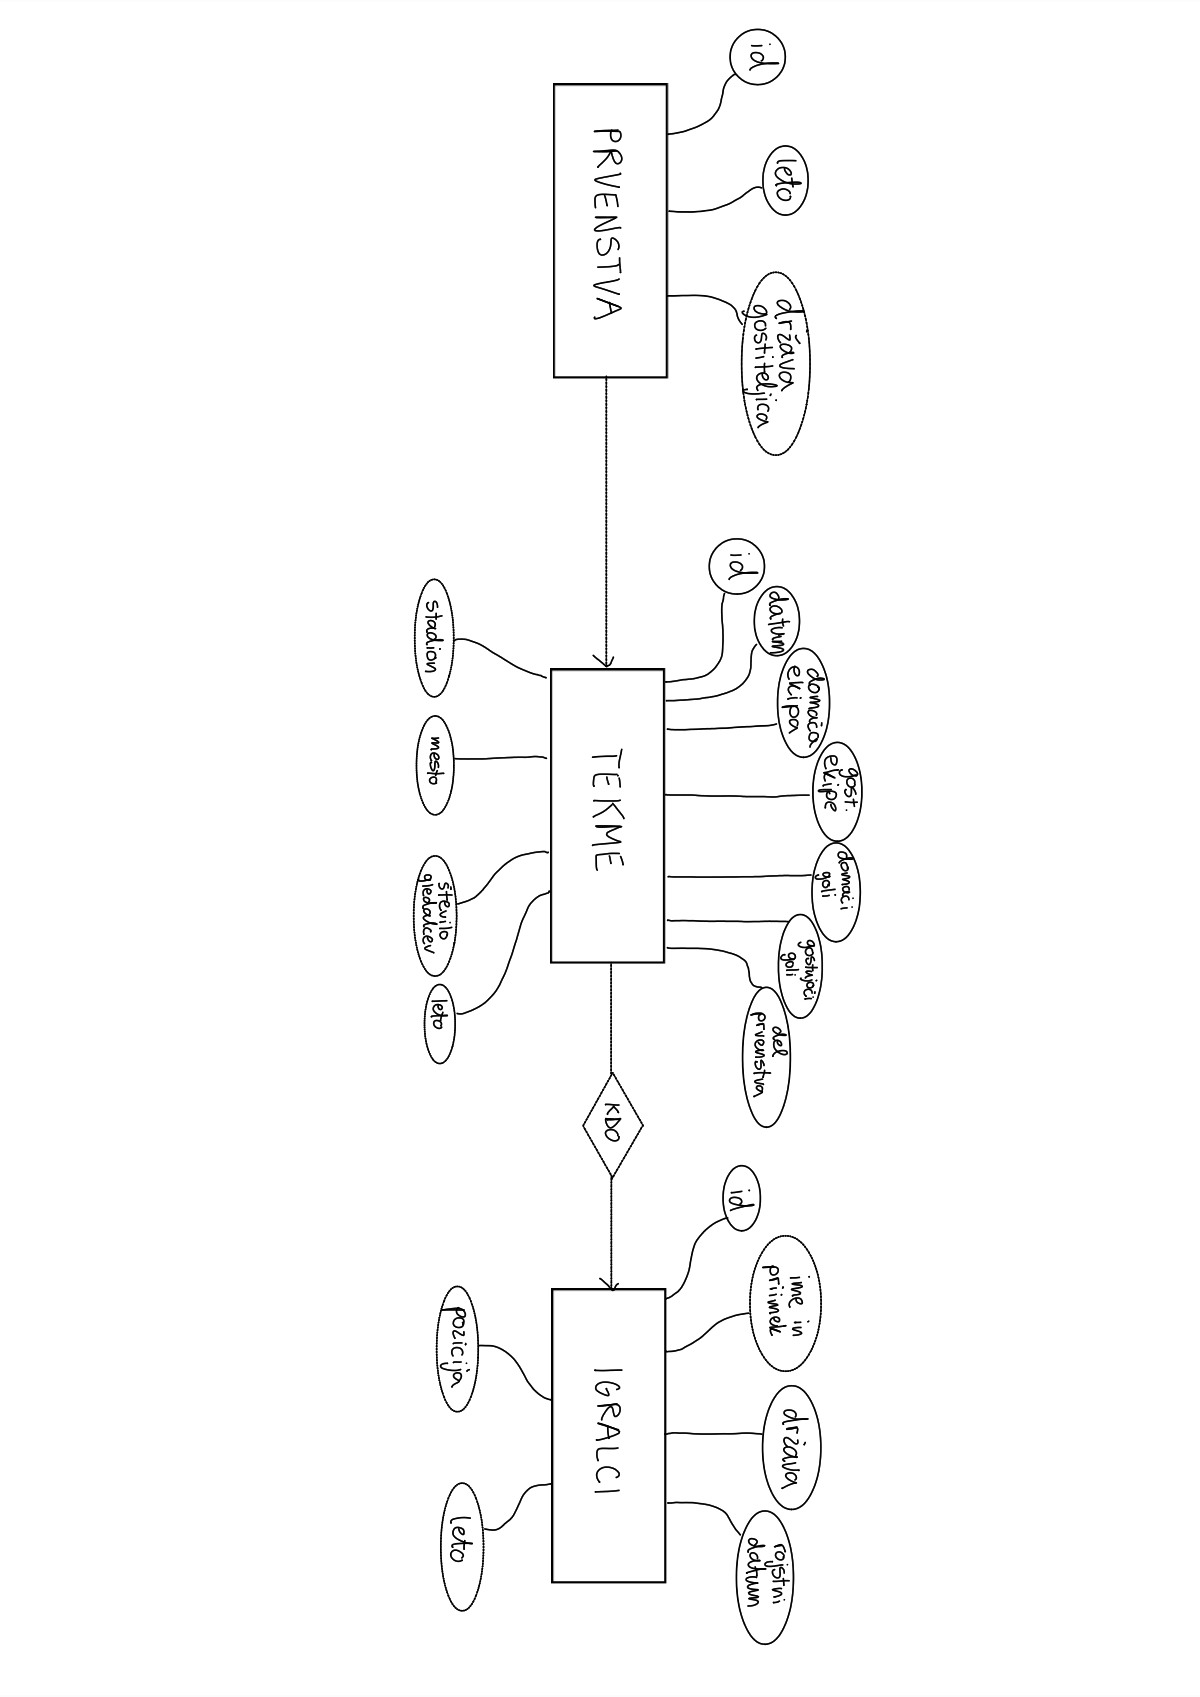 id
leto
država
gostiteljica
PRVENSTVA
id
datum
domača
ekipa
gost.
ekipe
domači
goli
gostujoči
goli
del
prvenstva
TEKME
stadion
mesto
število
gledalcev
leto
KDO
id
ime in
priimek
država
rojstni
datum
IGRALCI
pozicija
leto